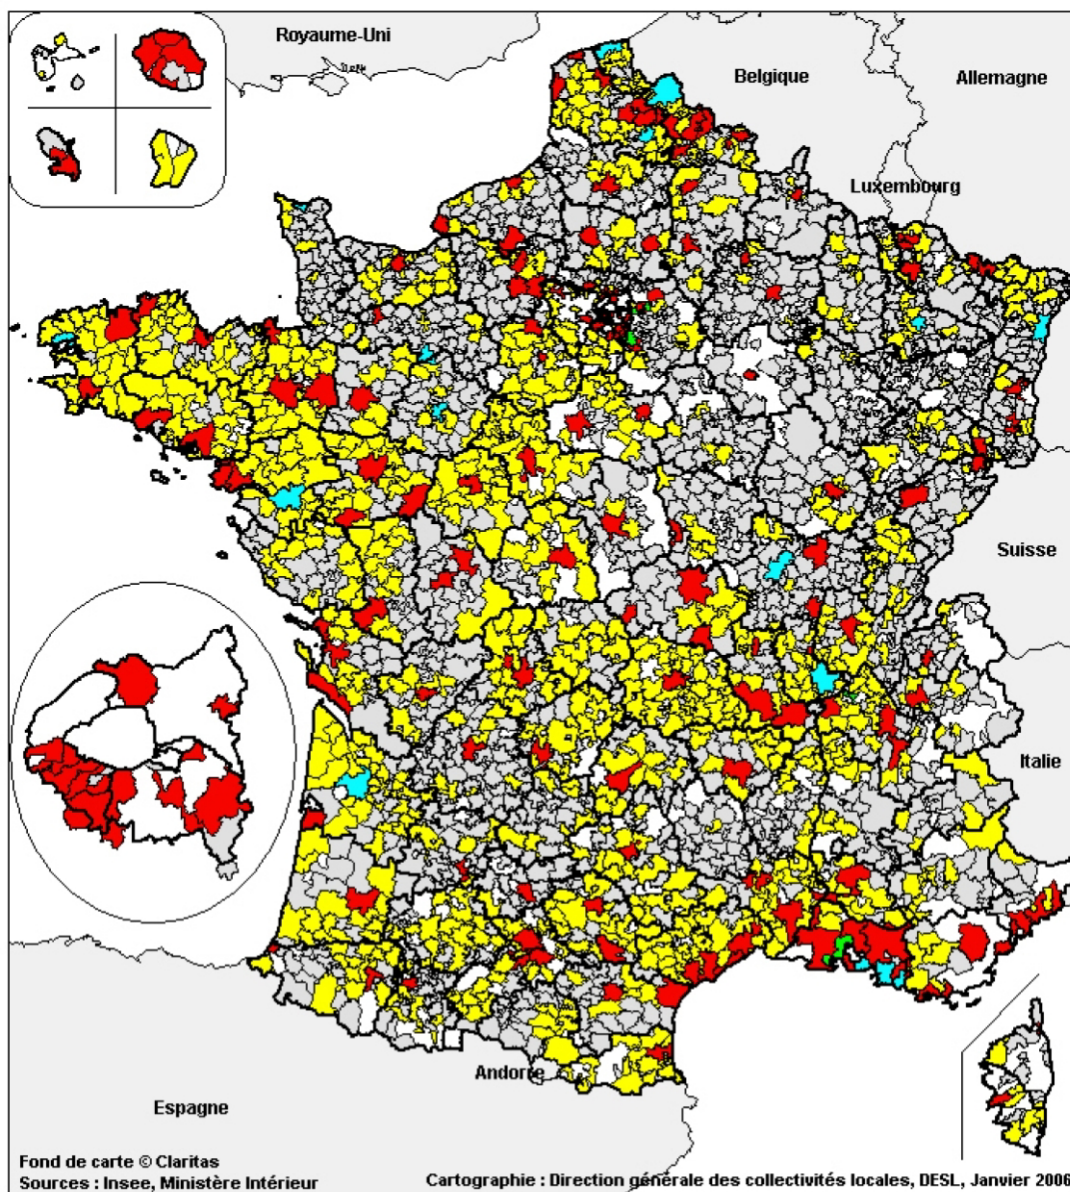 Royaume-Uni
Belgique
Allemagne
Luxembourg
Suisse
Italie
Andorre
Espagne
Fond de carte © Claritas
Sources : Insee, Ministère Intérieur
Cartographie : Direction générale des collectivités locales, DESL, Janvier 2006